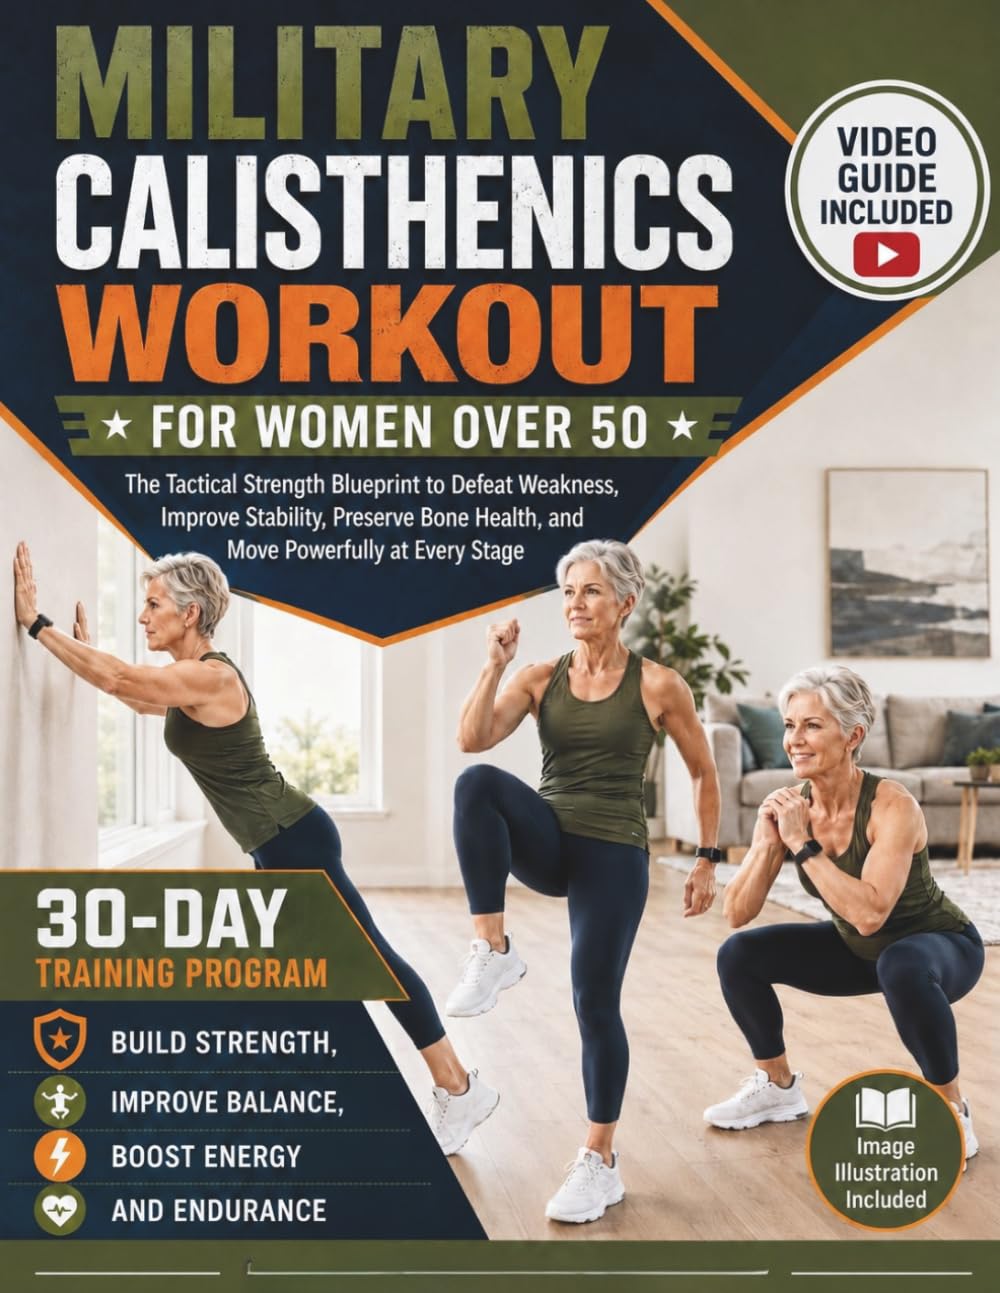 MILITARY
CALISTHENICS
WORKOUT
FOR WOMEN OVER 50
The Tactical Strength Blueprint to Defeat Weakness,
Improve Stability, Preserve Bone Health, and
Move Powerfully at Every Stage
VIDEO
GUIDE
INCLUDED
30-DAY
TRAINING PROGRAM
BUILD STRENGTH,
IMPROVE BALANCE,
BOOST ENERGY
AND ENDURANCE
Image
Illustration
Included